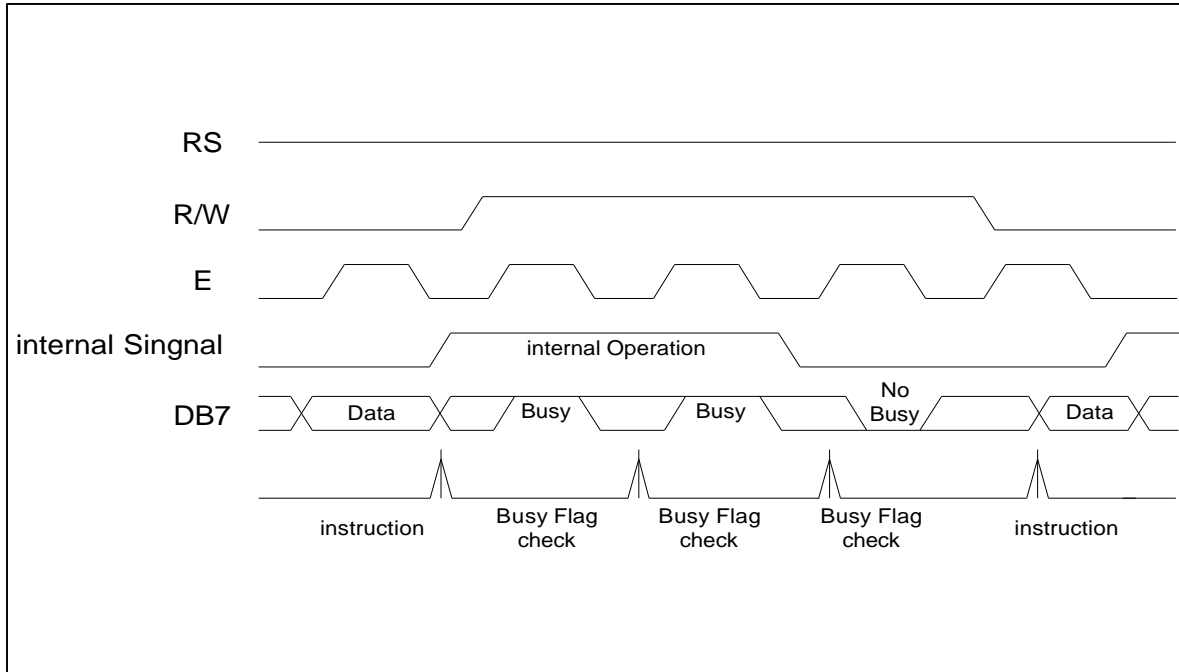 RS
R/W
E
internal Singnal
internal Operation
DB7
Data
Busy
Busy
No
Busy
Data
instruction
Busy Flag
check
Busy Flag
check
Busy Flag
check
instruction